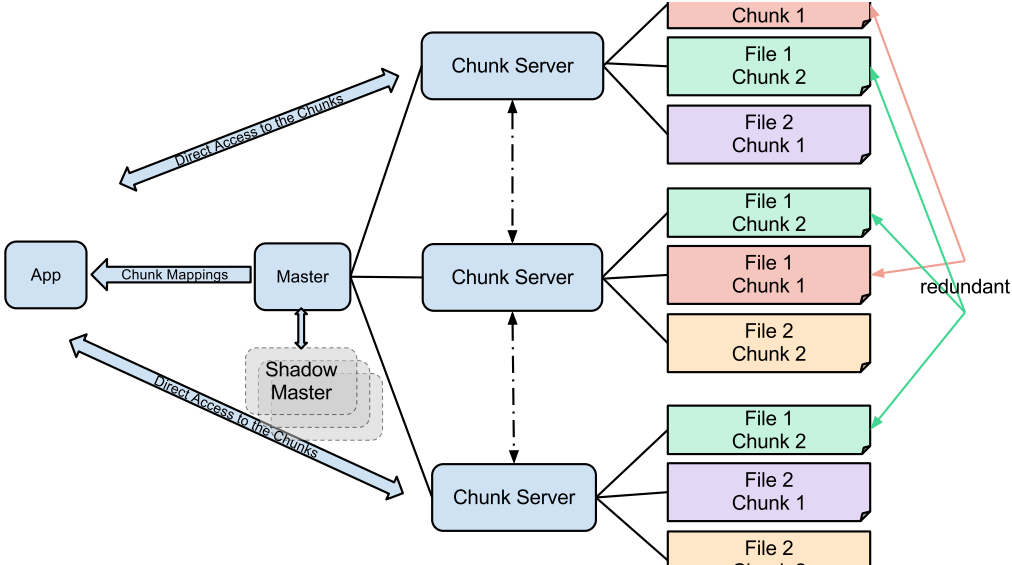 Chunk 1
Chunk Server
File 1
Chunk 2
Direct Access to the Chunks
File 2
Chunk 1
File 1
Chunk 2
App
Chunk Mappings
Master
Chunk Server
File 1
Chunk 1
redundant
File 2
Chunk 2
Shadow
Master
Direct Access to the Chunks
File 1
Chunk 2
Chunk Server
File 2
Chunk 1
File 2